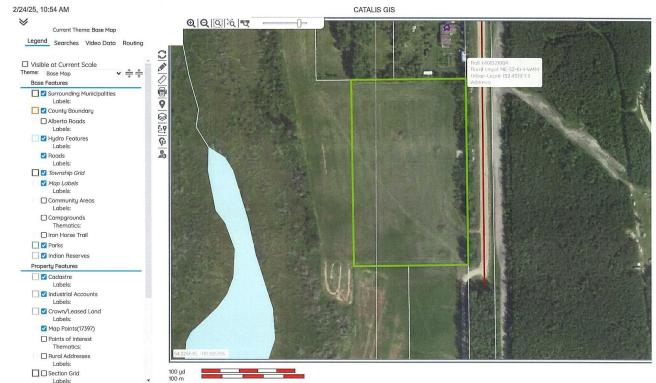 2/24/25, 10:54 AM
CATALIS GIS
Current Theme: Base Map
Legend Searches Video Data Routing
Visible at Current Scale
Theme: Base Map
Base Features
Surrounding Municipalities
Labels:
County Boundary
Alberta Roads
Labels:
Hydro Features
Labels:
Roads
Labels:
Township Grid
Map Labels
Labels:
Community Areas
Labels:
Campgrounds
Thematics:
Iron Horse Trail
Parks
Indian Reserves
Property Features
Cadastre
Labels:
Industrial Accounts
Labels:
Crown/Leased Land
Labels:
Map Points(17397)
Points of Interest
Thematics:
Rural Addresses
Labels:
Section Grid
Labels:
Address:
100 yd
100 m